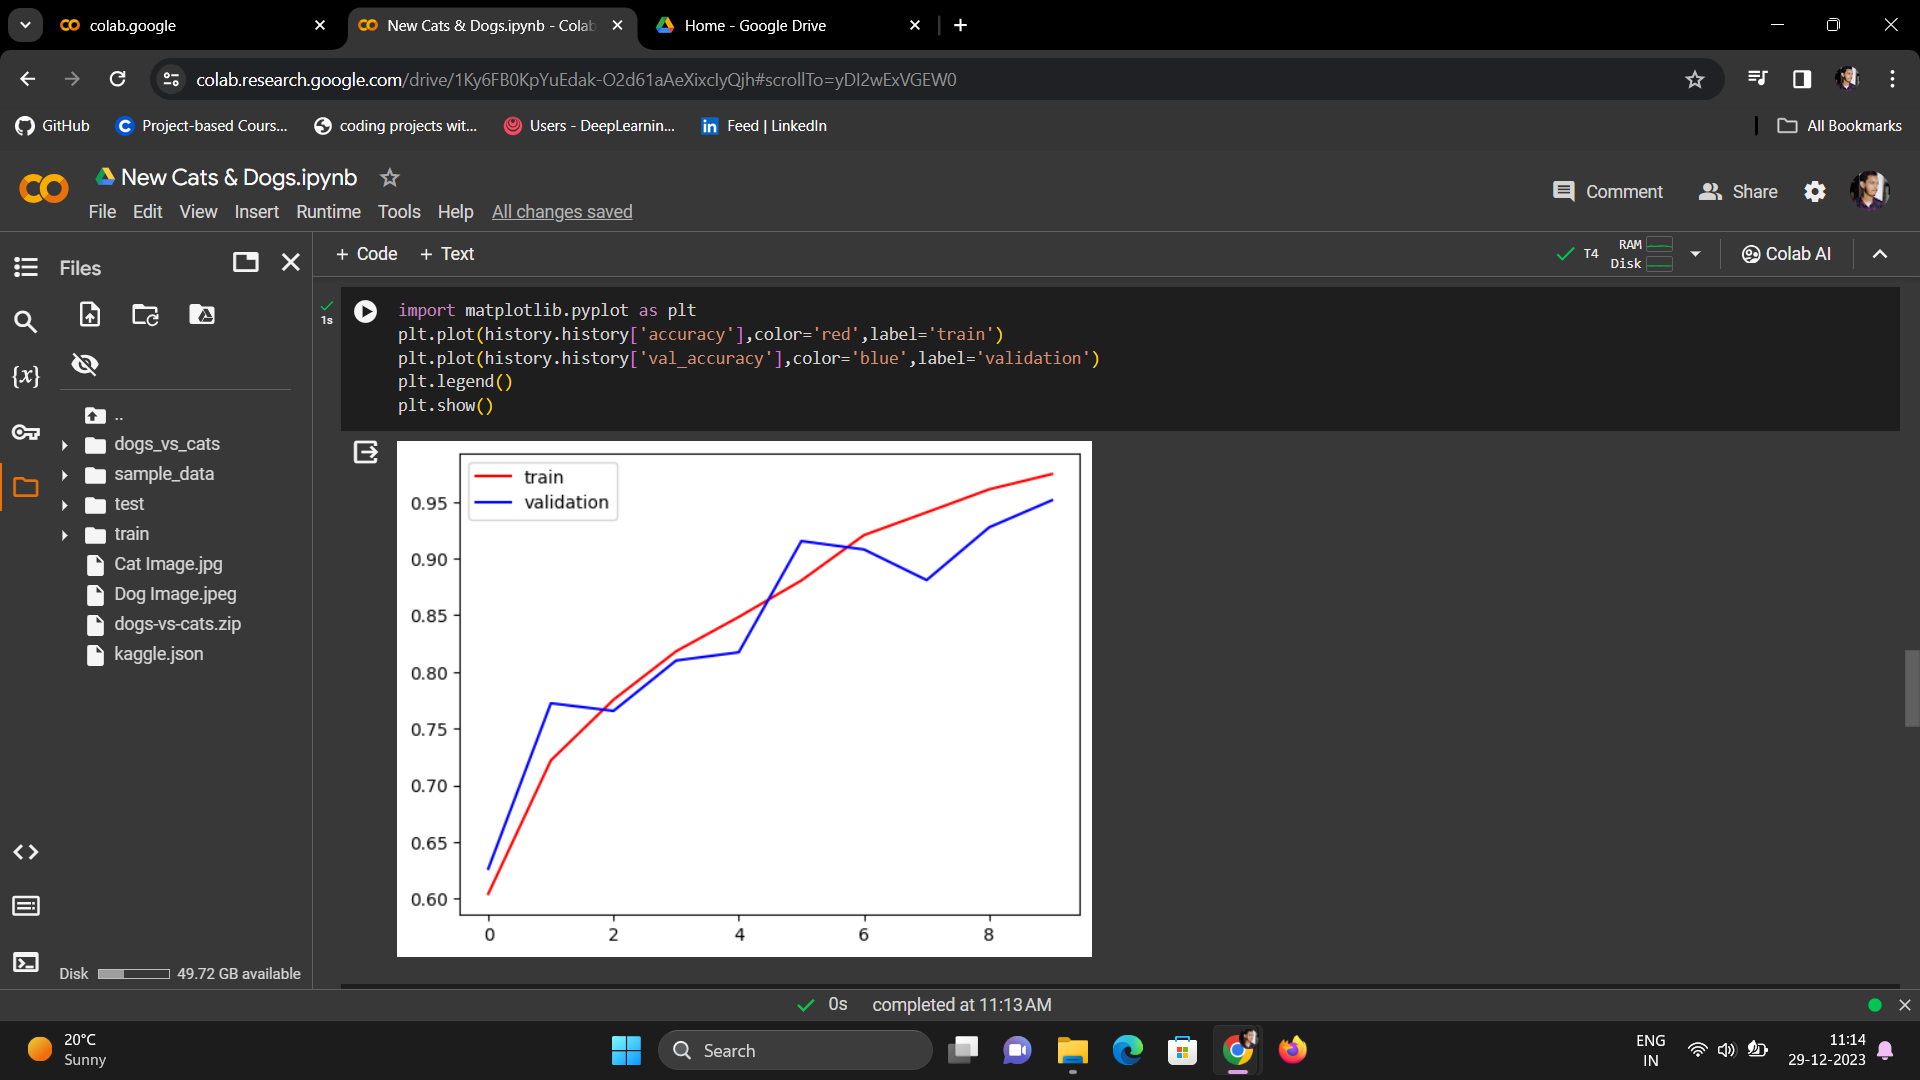 colab.google
New Cats & Dogs.ipynb - Colab
Home - Google Drive
colab.research.google.com/drive/1Ky6FB0KpYuEdak-O2d61aAeXixclyQjh#scrollTo=yDI2wExVGEW0
GitHub
Project-based Cours...
coding projects wit...
Users - DeepLearnin...
Feed | LinkedIn
All Bookmarks
New Cats & Dogs.ipynb
Comment
Share
File Edit View Insert Runtime Tools Help All changes saved
Files
+ Code + Text
T4
RAM
Disk
Colab AI
{x}
..
dogs_vs_cats
sample_data
test
train
Cat Image.jpg
Dog Image.jpeg
dogs-vs-cats.zip
kaggle.json
Disk 49.72 GB available
1s
import matplotlib.pyplot as plt
plt.plot(history.history['accuracy'],color='red',label='train')
plt.plot(history.history['val_accuracy'],color='blue',label='validation')
plt.legend()
plt.show()
train
validation
0.95
0.90
0.85
0.80
0.75
0.70
0.65
0.60
0 2 4 6 8
0s completed at 11:13 AM
20°C
Sunny
Search
ENG
IN
11:14
29-12-2023